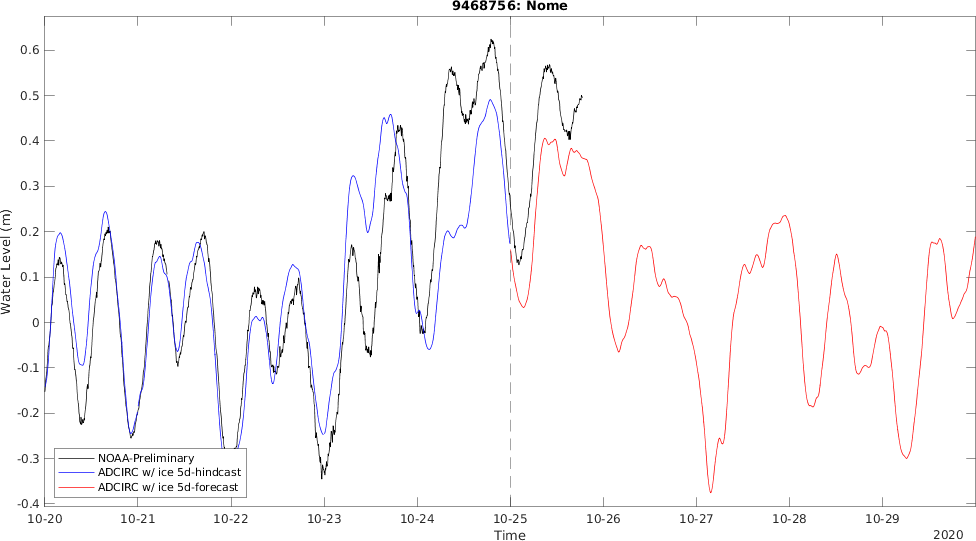 9468756: Nome
0.6
0.5
0.4
0.3
0.2
0.1
0
-0.1
-0.2
-0.3
-0.4
Water Level (m)
NOAA-Preliminary
ADCIRC w/ ice 5d-hindcast
ADCIRC w/ ice 5d-forecast
10-20 10-21 10-22 10-23 10-24 10-25 10-26 10-27 10-28 10-29
Time
2020